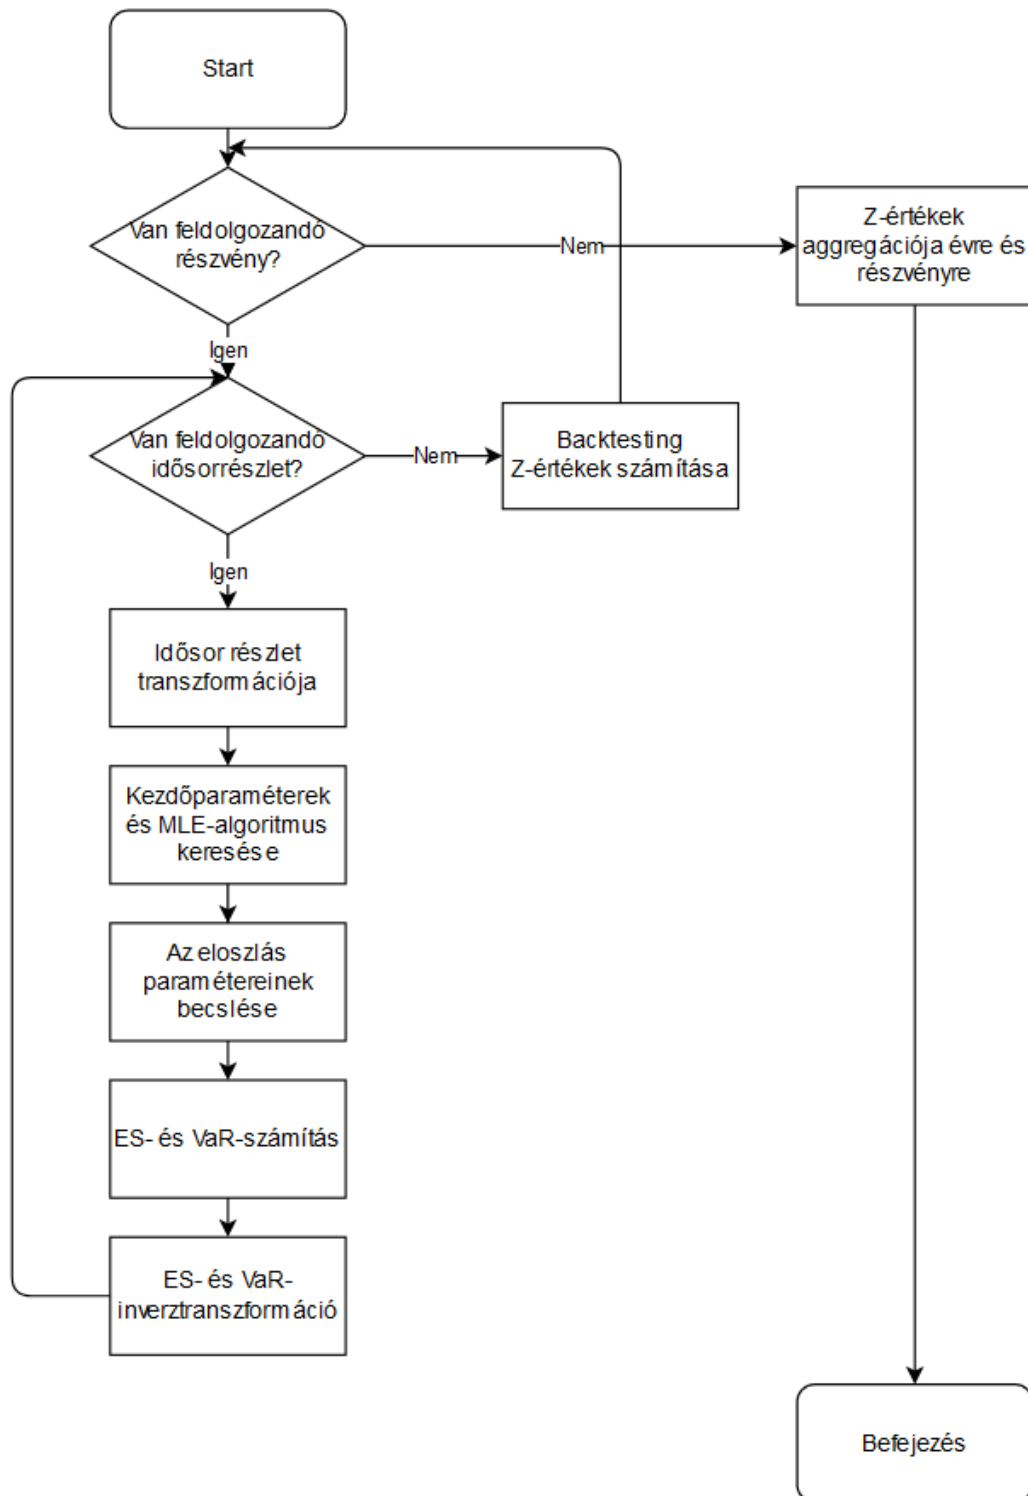 Start
Van feldolgozandó
részvény?
Nem
Z-értékek
aggregációja évre és
részvényre
Igen
Van feldolgozandó
idősorrészlet?
Nem
Backtesting
Z-értékek számítása
Igen
Idősor részlet
transzformációja
Kezdőparaméterek
és MLE-algoritmus
keresése
Az eloszlás
paramétereinek
becslése
ES- és VaR-számítás
ES- és VaR-
inverztranszformáció
Befejezés